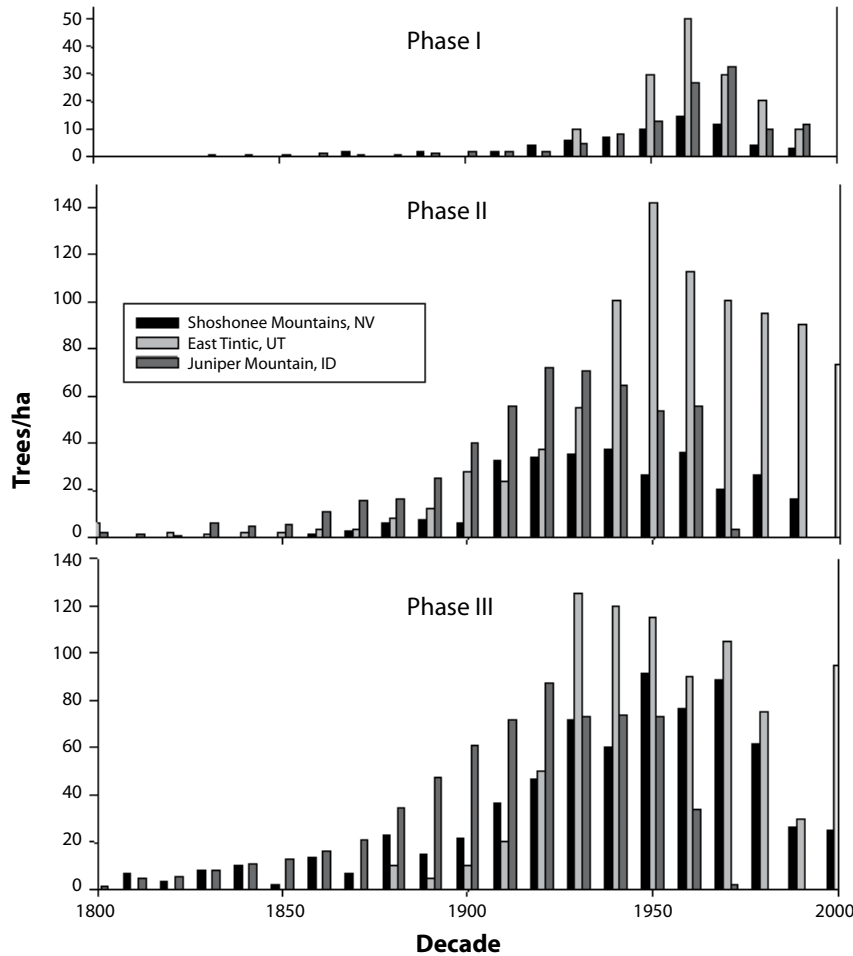 Phase I
50
40
30
20
10
0
Phase II
140
120
100
80
60
40
20
0
Shoshonee Mountains, NV
East Tintic, UT
Juniper Mountain, ID
Trees/ha
Phase III
140
120
100
80
60
40
20
0
1800 1850 1900 1950 2000
Decade